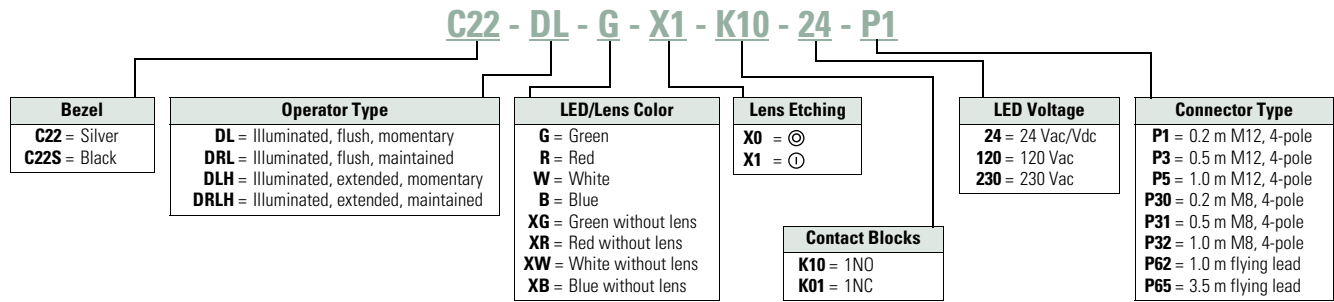 C22 - DL - G - X1 - K10 - 24 - P1
Bezel
C22 = Silver
C22S = Black
Operator Type
DL = Illuminated, flush, momentary
DRL = Illuminated, flush, maintained
DLH = Illuminated, extended, momentary
DRLH = Illuminated, extended, maintained
LED/Lens Color
G = Green
R = Red
W = White
B = Blue
XG = Green without lens
XR = Red without lens
XW = White without lens
XB = Blue without lens
Lens Etching
X0 =
X1 =
Contact Blocks
K10 = 1NO
K01 = 1NC
LED Voltage
24 = 24 Vac/Vdc
120 = 120 Vac
230 = 230 Vac
Connector Type
P1 = 0.2 m M12, 4-pole
P3 = 0.5 m M12, 4-pole
P5 = 1.0 m M12, 4-pole
P30 = 0.2 m M8, 4-pole
P31 = 0.5 m M8, 4-pole
P32 = 1.0 m M8, 4-pole
P62 = 1.0 m flying lead
P65 = 3.5 m flying lead